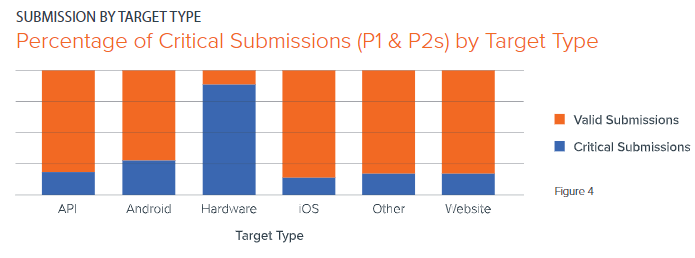 SUBMISSION BY TARGET TYPE
Percentage of Critical Submissions (P1 & P2s) by Target Type
Valid Submissions
Critical Submissions
Figure 4
API Android Hardware iOS Other Website
Target Type